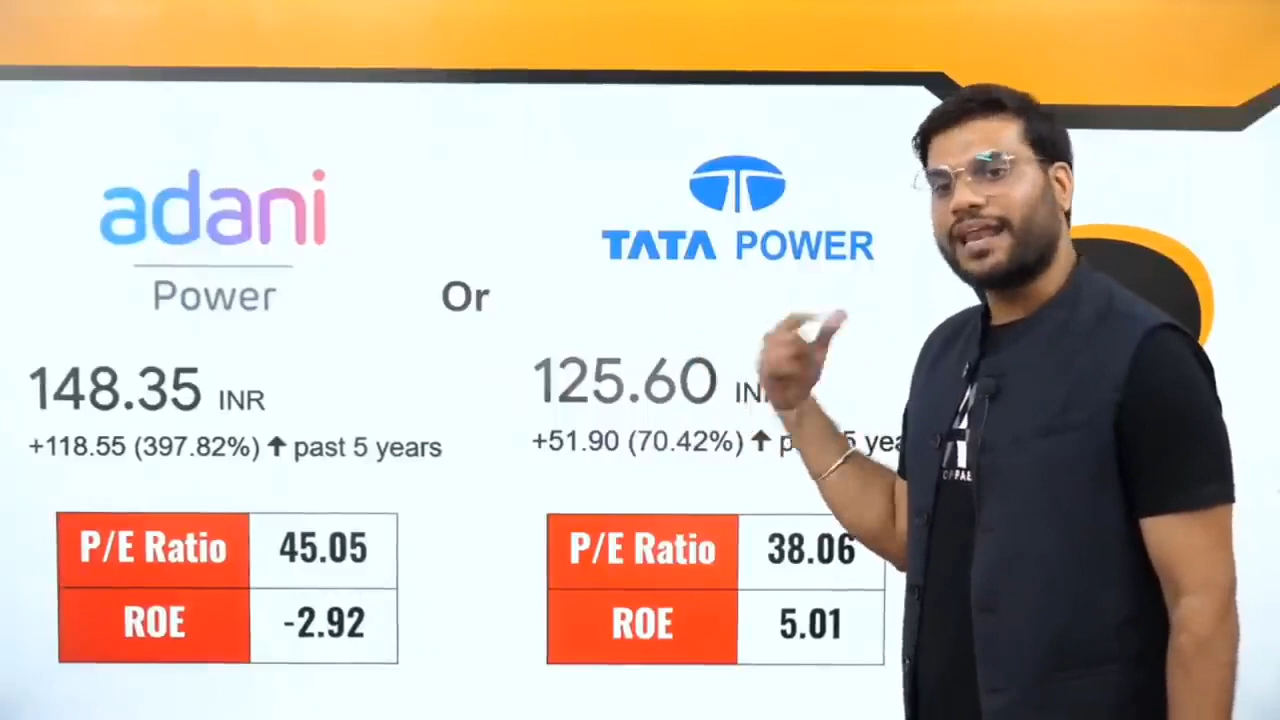 adani
Power
Or
TATA POWER
148.35 INR
+118.55 (397.82%) ↑ past 5 years
125.60
+51.90 (70.42%) ↑ 5
P/E Ratio 45.05
ROE -2.92
P/E Ratio 38.06
ROE 5.01